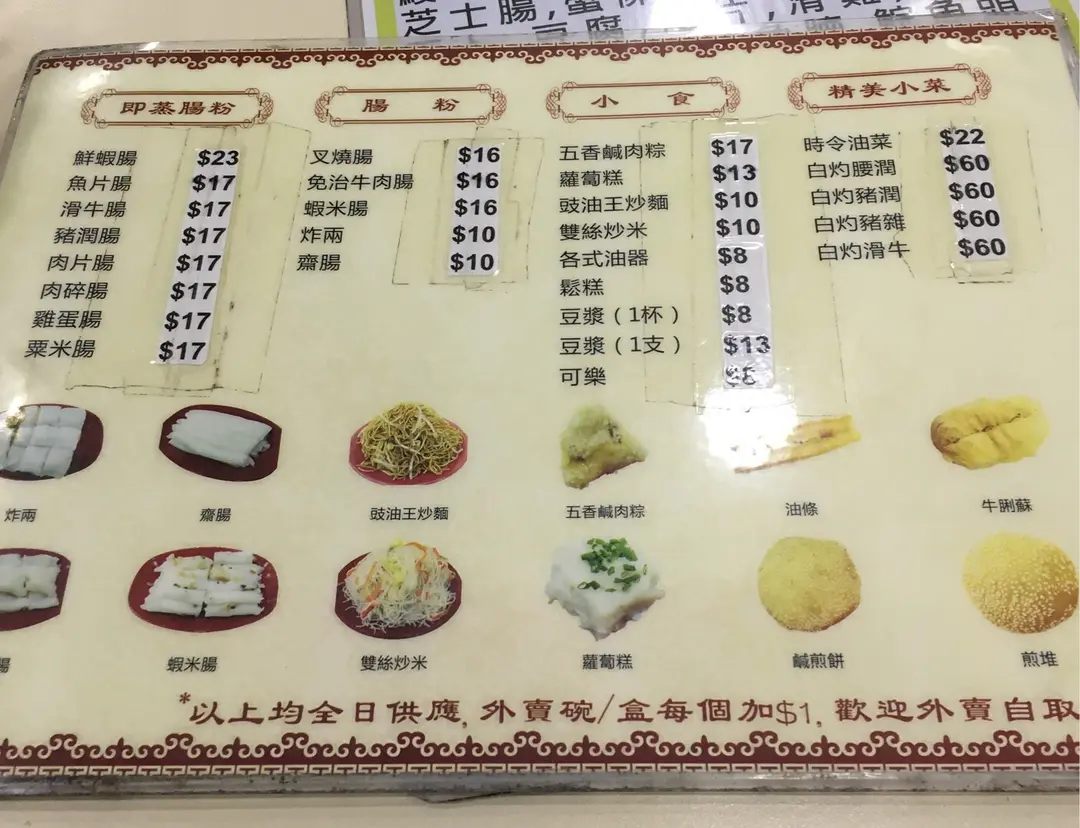 芝士腸,
即蒸腸粉
鮮蝦腸 $23
魚片腸 $17
滑牛腸 $17
豬潤腸 $17
肉片腸 $17
肉碎腸 $17
雞蛋腸 $17
粟米腸 $17
腸 粉
叉燒腸 $16
免治牛肉腸 $16
蝦米腸 $16
炸兩 $10
齋腸 $10
小 食
五香鹹肉粽 $17
蘿蔔糕 $13
豉油王炒麵 $10
雙絲炒米 $10
各式油器 $8
鬆糕 $8
豆漿(1杯) $8
豆漿(1支) $13
可樂 $8
精美小菜
時令油菜 $22
白灼腰潤 $60
白灼豬潤 $60
白灼豬雜 $60
白灼滑牛 $60
炸兩 齋腸 豉油王炒麵 五香鹹肉粽 油條 牛脷蘇
腸 蝦米腸 雙絲炒米 蘿蔔糕 鹹煎餅 煎堆
*以上均全日供應, 外賣碗/盒每個加$1, 歡迎外賣自取